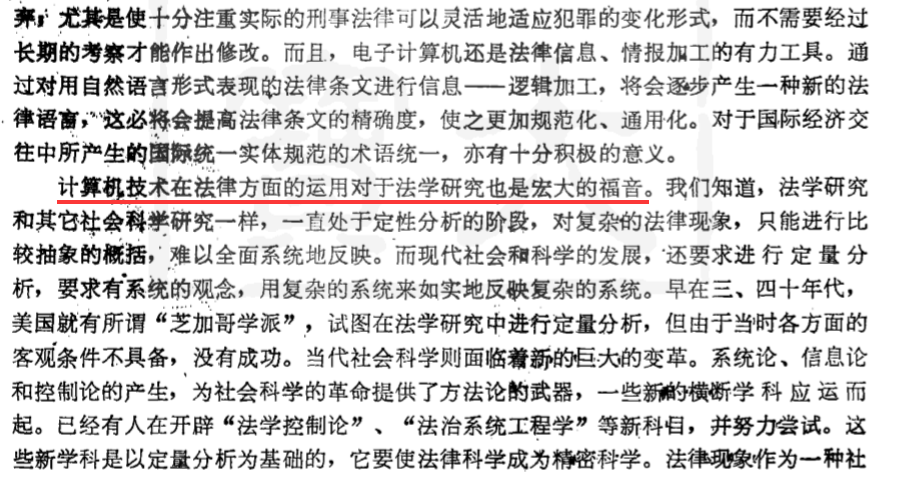 弃；尤其是使十分注重实际的刑事法律可以灵活地适应犯罪的变化形式，而不需要经过
长期的考察才能作出修改。而且，电子计算机还是法律信息、情报加工的有力工具。通
过对用自然语言形式表现的法律条文进行信息——逻辑加工，将会逐步产生一种新的法
律语言，这必将会提高法律条文的精确度，使之更加规范化、通用化。对于国际经济交
往中所产生的国际统一实体规范的术语统一，亦有十分积极的意义。
计算机技术在法律方面的运用对于法学研究也是宏大的福音。我们知道，法学研究
和其它社会科学研究一样，一直处于定性分析的阶段，对复杂的法律现象，只能进行比
较抽象的概括，难以全面系统地反映。而现代社会和科学的发展，还要求进行定量分
析，要求有系统的观念，用复杂的系统来如实地反映复杂的系统。早在三、四十年代，
美国就有所谓“芝加哥学派”，试图在法学研究中进行定量分析，但由于当时各方面的
客观条件不具备，没有成功。当代社会科学则面临着新的巨大的变革。系统论、信息论
和控制论的产生，为社会科学的革命提供了方法论的武器，一些新的横断学科应运而
起。已经有人在开辟“法学控制论”、“法治系统工程学”等新科目，并努力尝试。这
些新学科是以定量分析为基础的，它要使法律科学成为精密科学。法律现象作为一种社